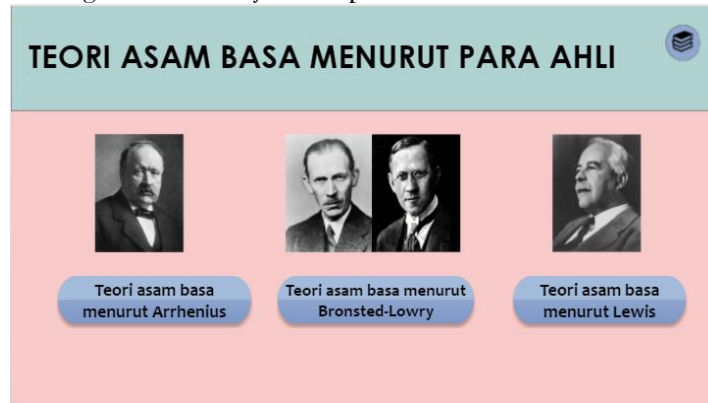 TEORI ASAM BASA MENURUT PARA AHLI
Teori asam basa
menurut Arrhenius
Teori asam basa menurut
Bronsted-Lowry
Teori asam basa
menurut Lewis